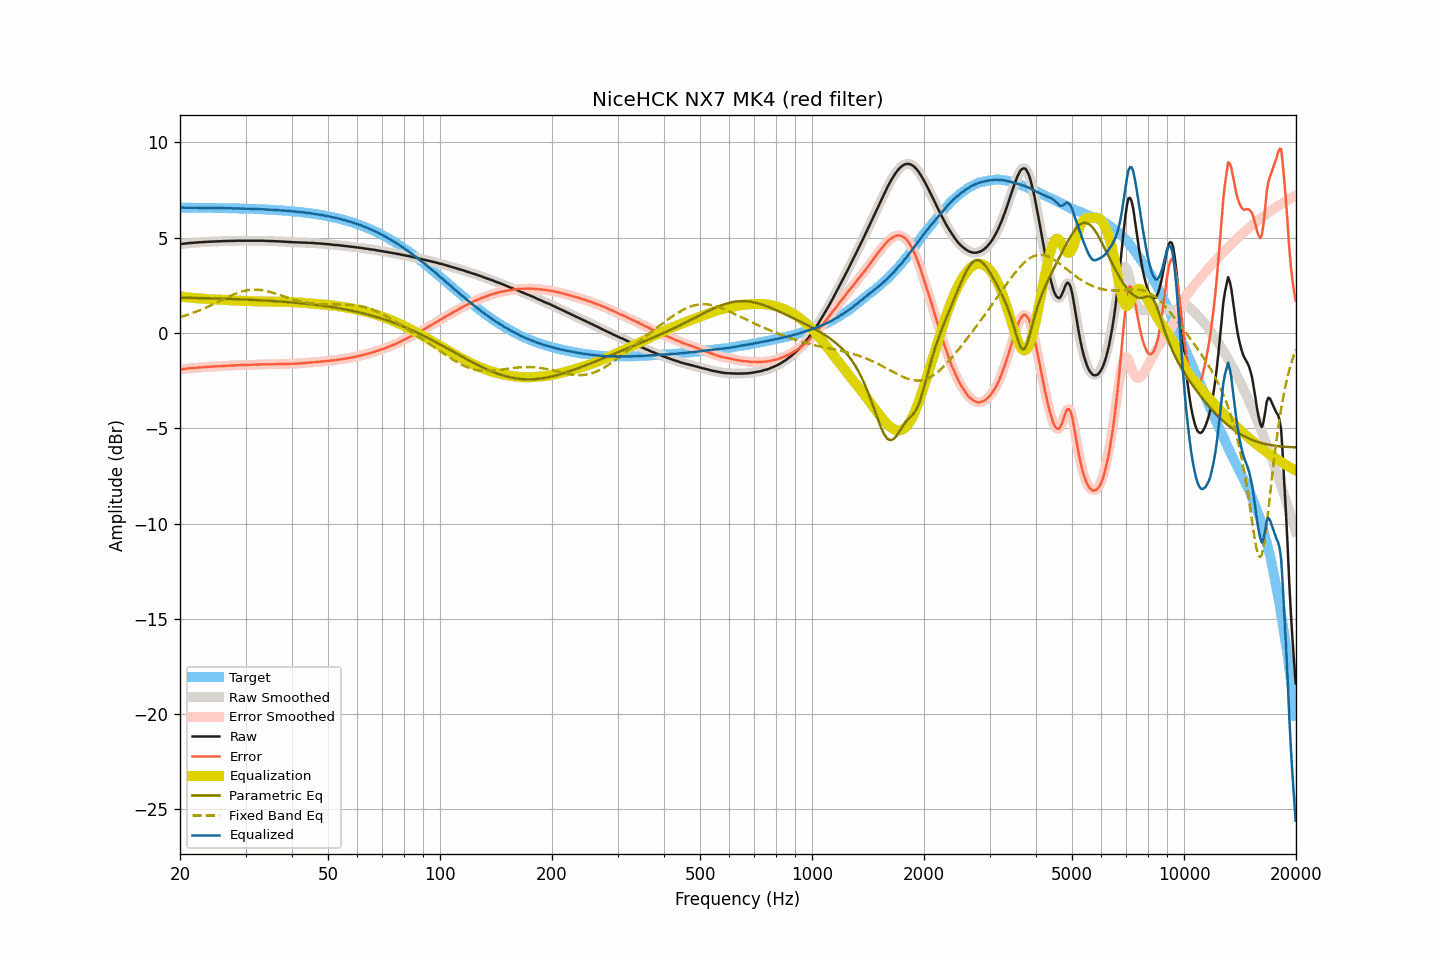 NiceHCK NX7 MK4 (red filter)
Amplitude (dBr)
10
5
0
−5
−10
−15
−20
−25
Target
Raw Smoothed
Error Smoothed
Raw
Error
Equalization
Parametric Eq
Fixed Band Eq
Equalized
20 50 100 200 500 1000 2000 5000 10000 20000
Frequency (Hz)